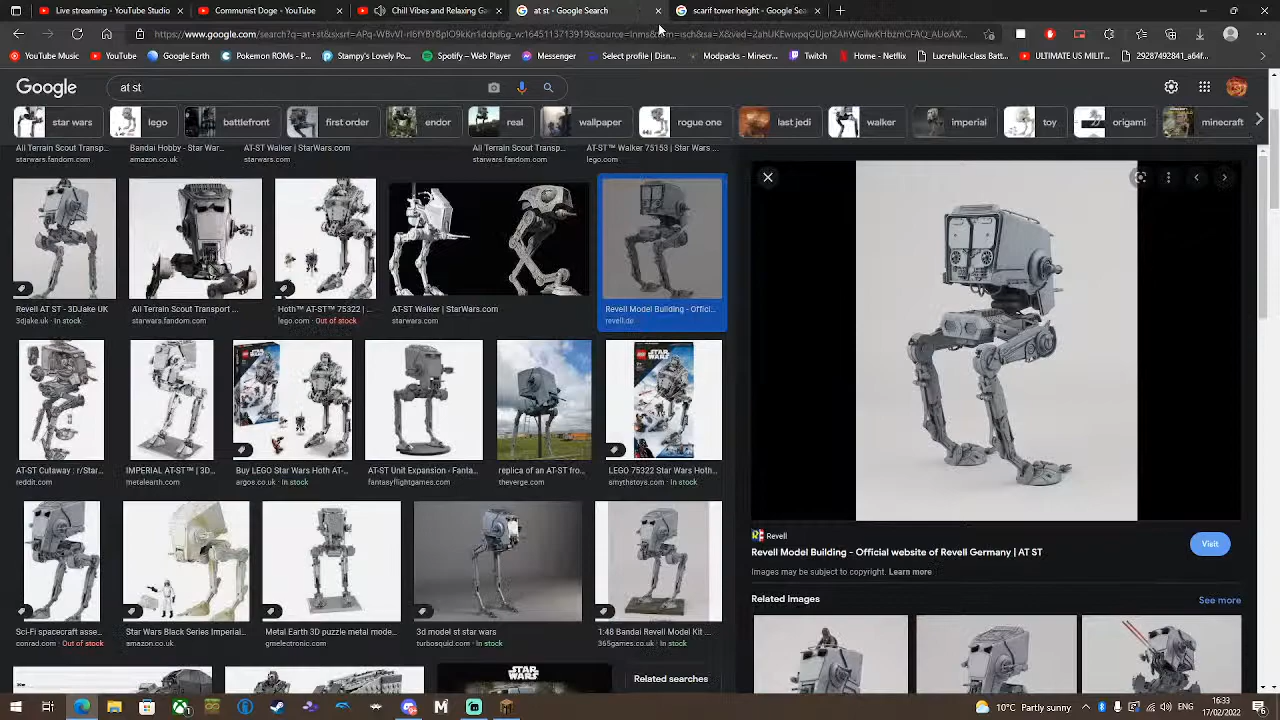 Live streaming - YouTube Studio
Communist Doge - YouTube
Chill Vibes and Relaxing Ga
at st - Google Search
scarif tower height - Google Sea
YouTube Music
YouTube
Google Earth
Pokemon ROMs - P...
Stampy's Lovely Po...
Spotify – Web Player
Messenger
Select profile | Disn...
Modpacks - Minecr...
Twitch
Home - Netflix
Lucrehulk-class Batt...
ULTIMATE US MILIT...
Google
at st
star wars
lego
battlefront
first order
endor
real
wallpaper
rogue one
last jedi
walker
imperial
toy
origami
minecraft
All Terrain Scout Transp...
starwars.fandom.com
Bandai Hobby - Star War...
amazon.co.uk
AT-ST Walker | StarWars.com
All Terrain Scout Transp...
starwars.fandom.com
AT-ST™ Walker 75153 | Star Wars ...
lego.com
Revell AT ST - 3DJake UK
3djake.uk · In stock
All Terrain Scout Transport ...
starwars.fandom.com
Hoth™ AT-ST™ 75322 | ...
lego.com · Out of stock
AT-ST Walker | StarWars.com
starwars.com
Revell Model Building - Offici...
revell.de
AT-ST Cutaway : r/Star...
reddit.com
IMPERIAL AT-ST™ | 3D...
metalearth.com
Buy LEGO Star Wars Hoth AT-...
argos.co.uk · In stock
AT-ST Unit Expansion - Fanta...
fantasyflightgames.com
replica of an AT-ST fro...
theverge.com
LEGO 75322 Star Wars Hoth...
smythstoys.com · In stock
Sci-Fi spacecraft asse...
conrad.com · Out of stock
Star Wars Black Series Imperial...
amazon.co.uk
Metal Earth 3D puzzle metal mode...
gmelectronic.com
3d model st star wars
turbosquid.com · In stock
1:48 Bandai Revell Model Kit ...
365games.co.uk · In stock
STAR
WARS
Related searches
Revell
Revell Model Building - Official website of Revell Germany | AT ST
Visit
Images may be subject to copyright. Learn more
Related Images
See more
10°C Partly sunny
16:33
17/02/2022